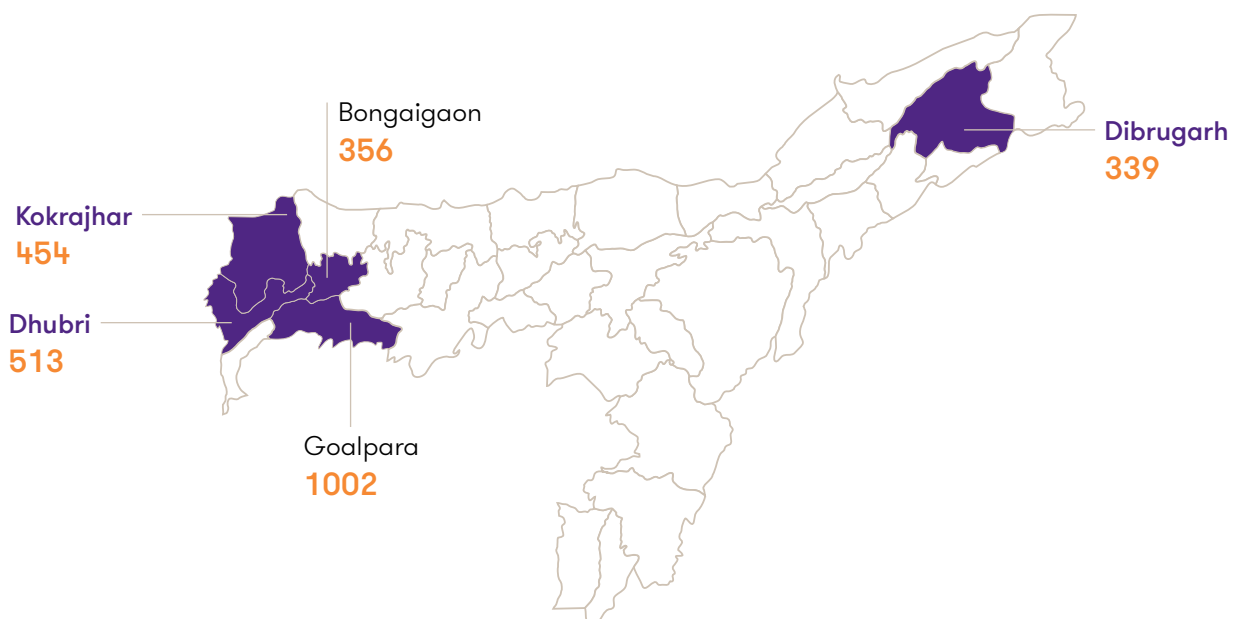 Bongaigaon
356
Dibrugarh
339
Kokrajhar
454
Dhubri
513
Goalpara
1002